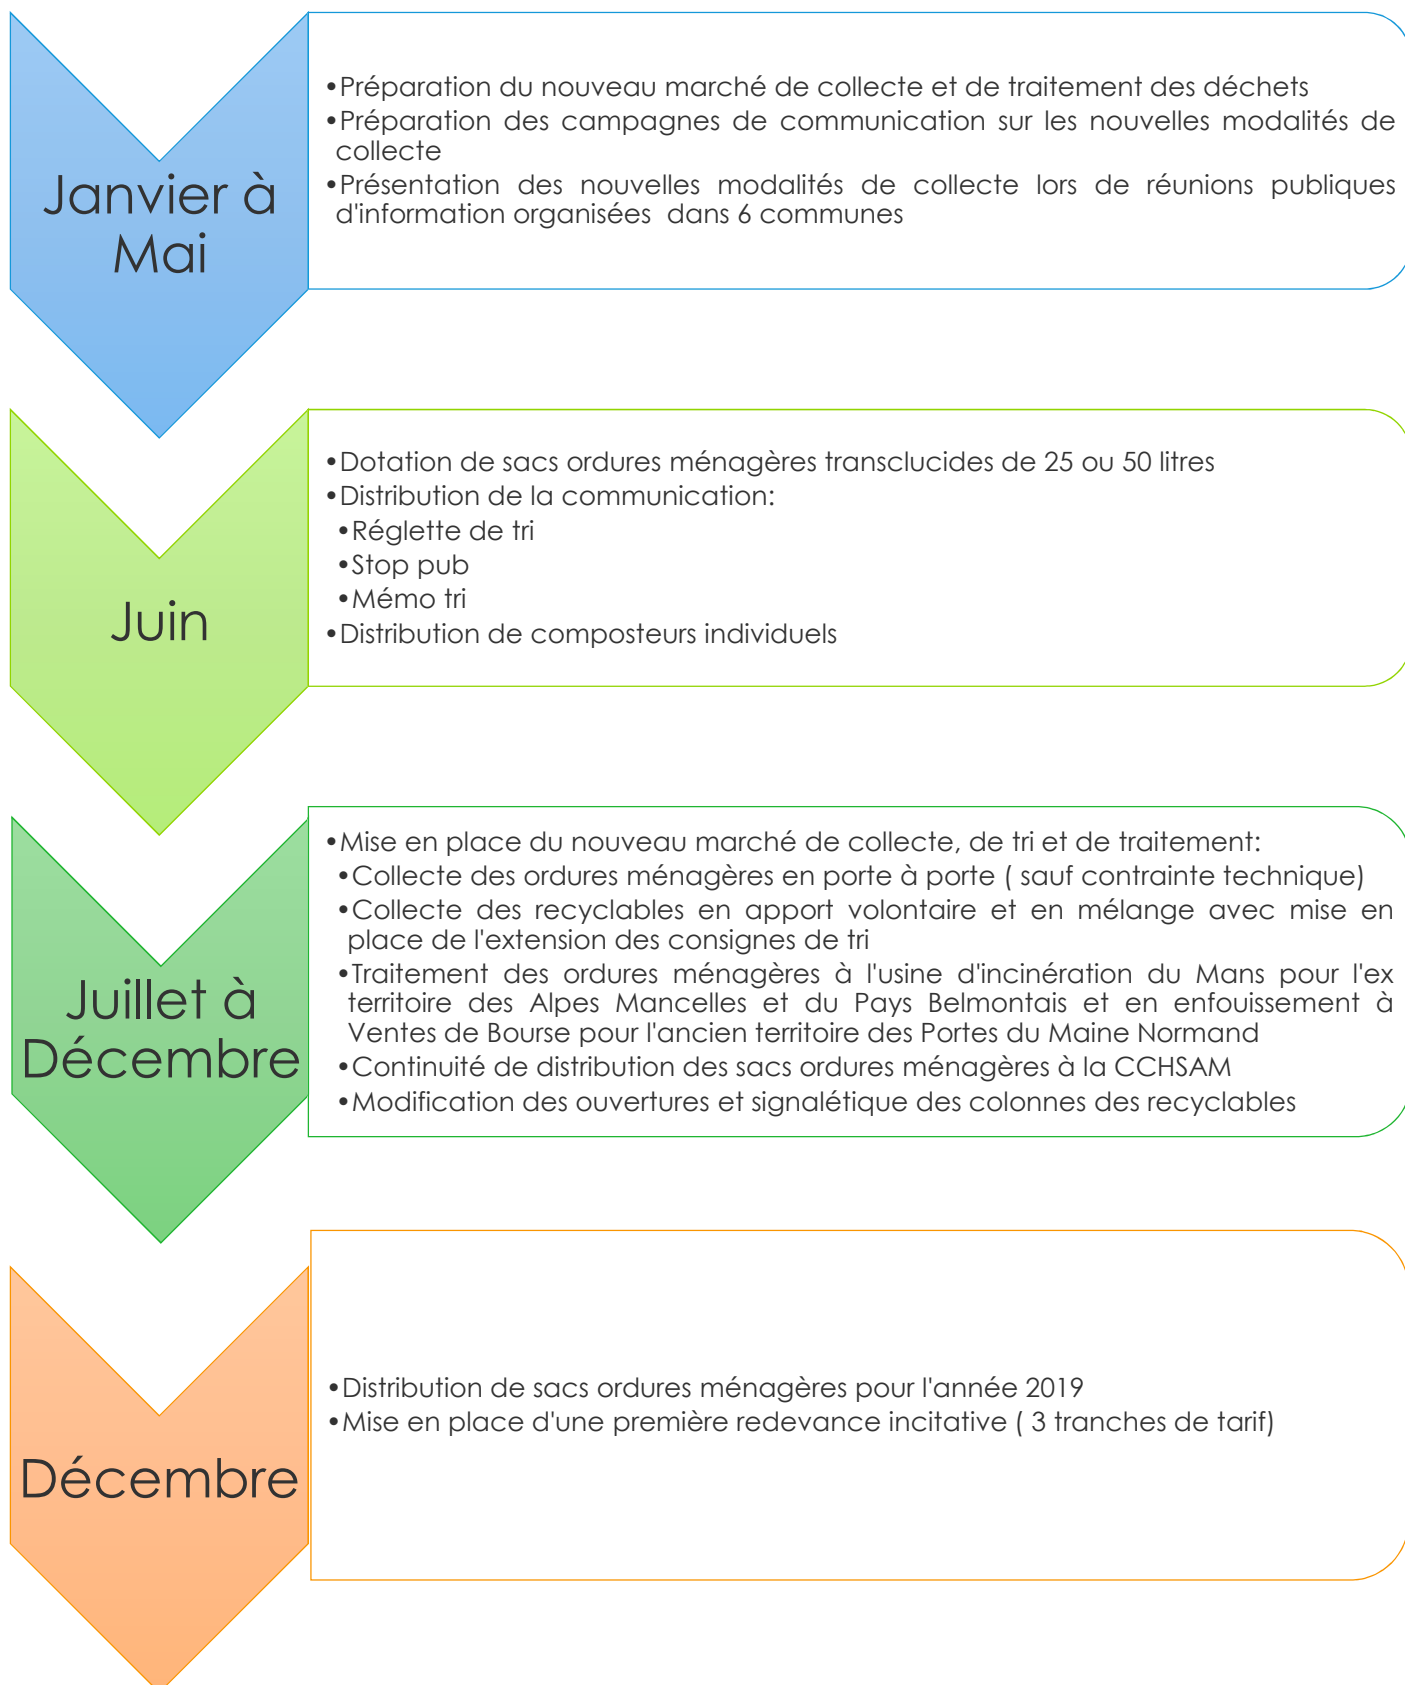 Janvier à
Mai
•Préparation du nouveau marché de collecte et de traitement des déchets
•Préparation des campagnes de communication sur les nouvelles modalités de
collecte
•Présentation des nouvelles modalités de collecte lors de réunions publiques
d'information organisées dans 6 communes
Juin
•Dotation de sacs ordures ménagères transclucides de 25 ou 50 litres
•Distribution de la communication:
•Réglette de tri
•Stop pub
•Mémo tri
•Distribution de composteurs individuels
Juillet à
Décembre
•Mise en place du nouveau marché de collecte, de tri et de traitement:
•Collecte des ordures ménagères en porte à porte ( sauf contrainte technique)
•Collecte des recyclables en apport volontaire et en mélange avec mise en
place de l'extension des consignes de tri
•Traitement des ordures ménagères à l'usine d'incinération du Mans pour l'ex
territoire des Alpes Mancelles et du Pays Belmontais et en enfouissement à
Ventes de Bourse pour l'ancien territoire des Portes du Maine Normand
•Continuité de distribution des sacs ordures ménagères à la CCHSAM
•Modification des ouvertures et signalétique des colonnes des recyclables
Décembre
•Distribution de sacs ordures ménagères pour l'année 2019
•Mise en place d'une première redevance incitative ( 3 tranches de tarif)